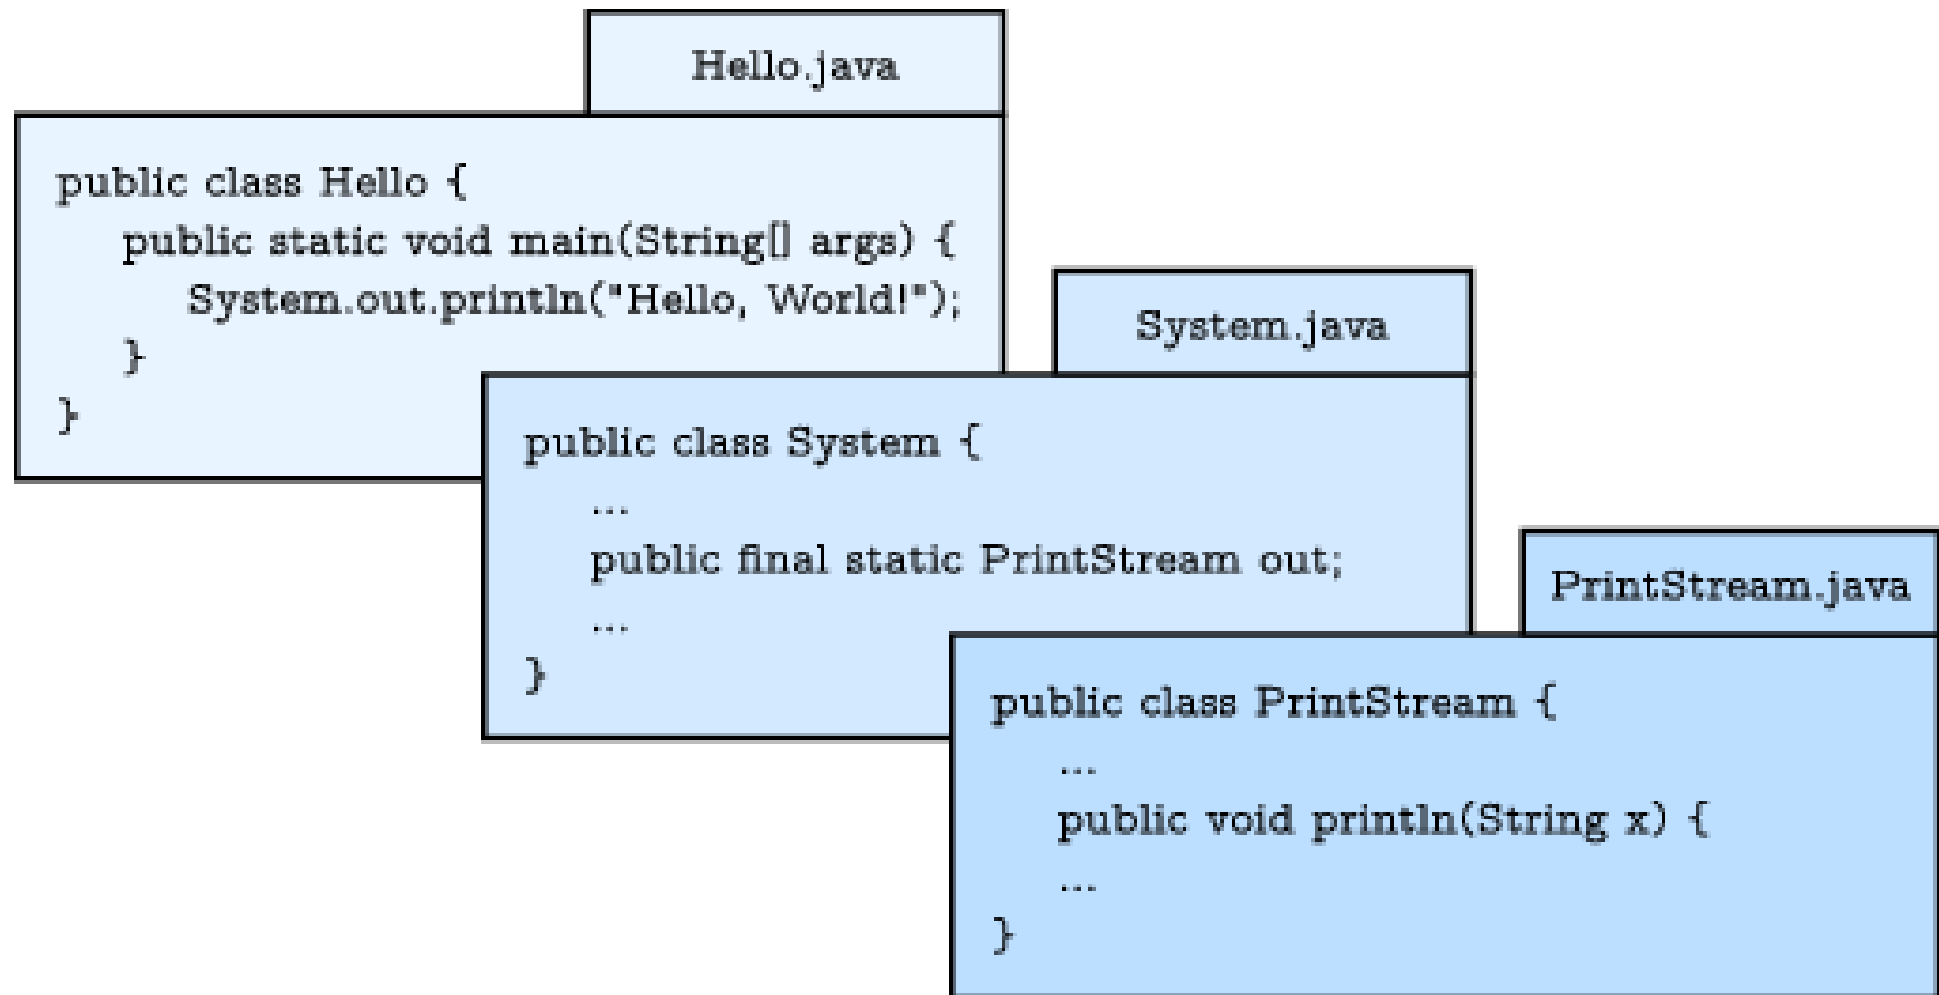 Hello.java
public class Hello {
public static void main(String[] args) {
System.out.println("Hello, World!");
}
}
System.java
public class System {
...
public final static PrintStream out;
...
}
PrintStream.java
public class PrintStream {
...
public void println(String x) {
...
}